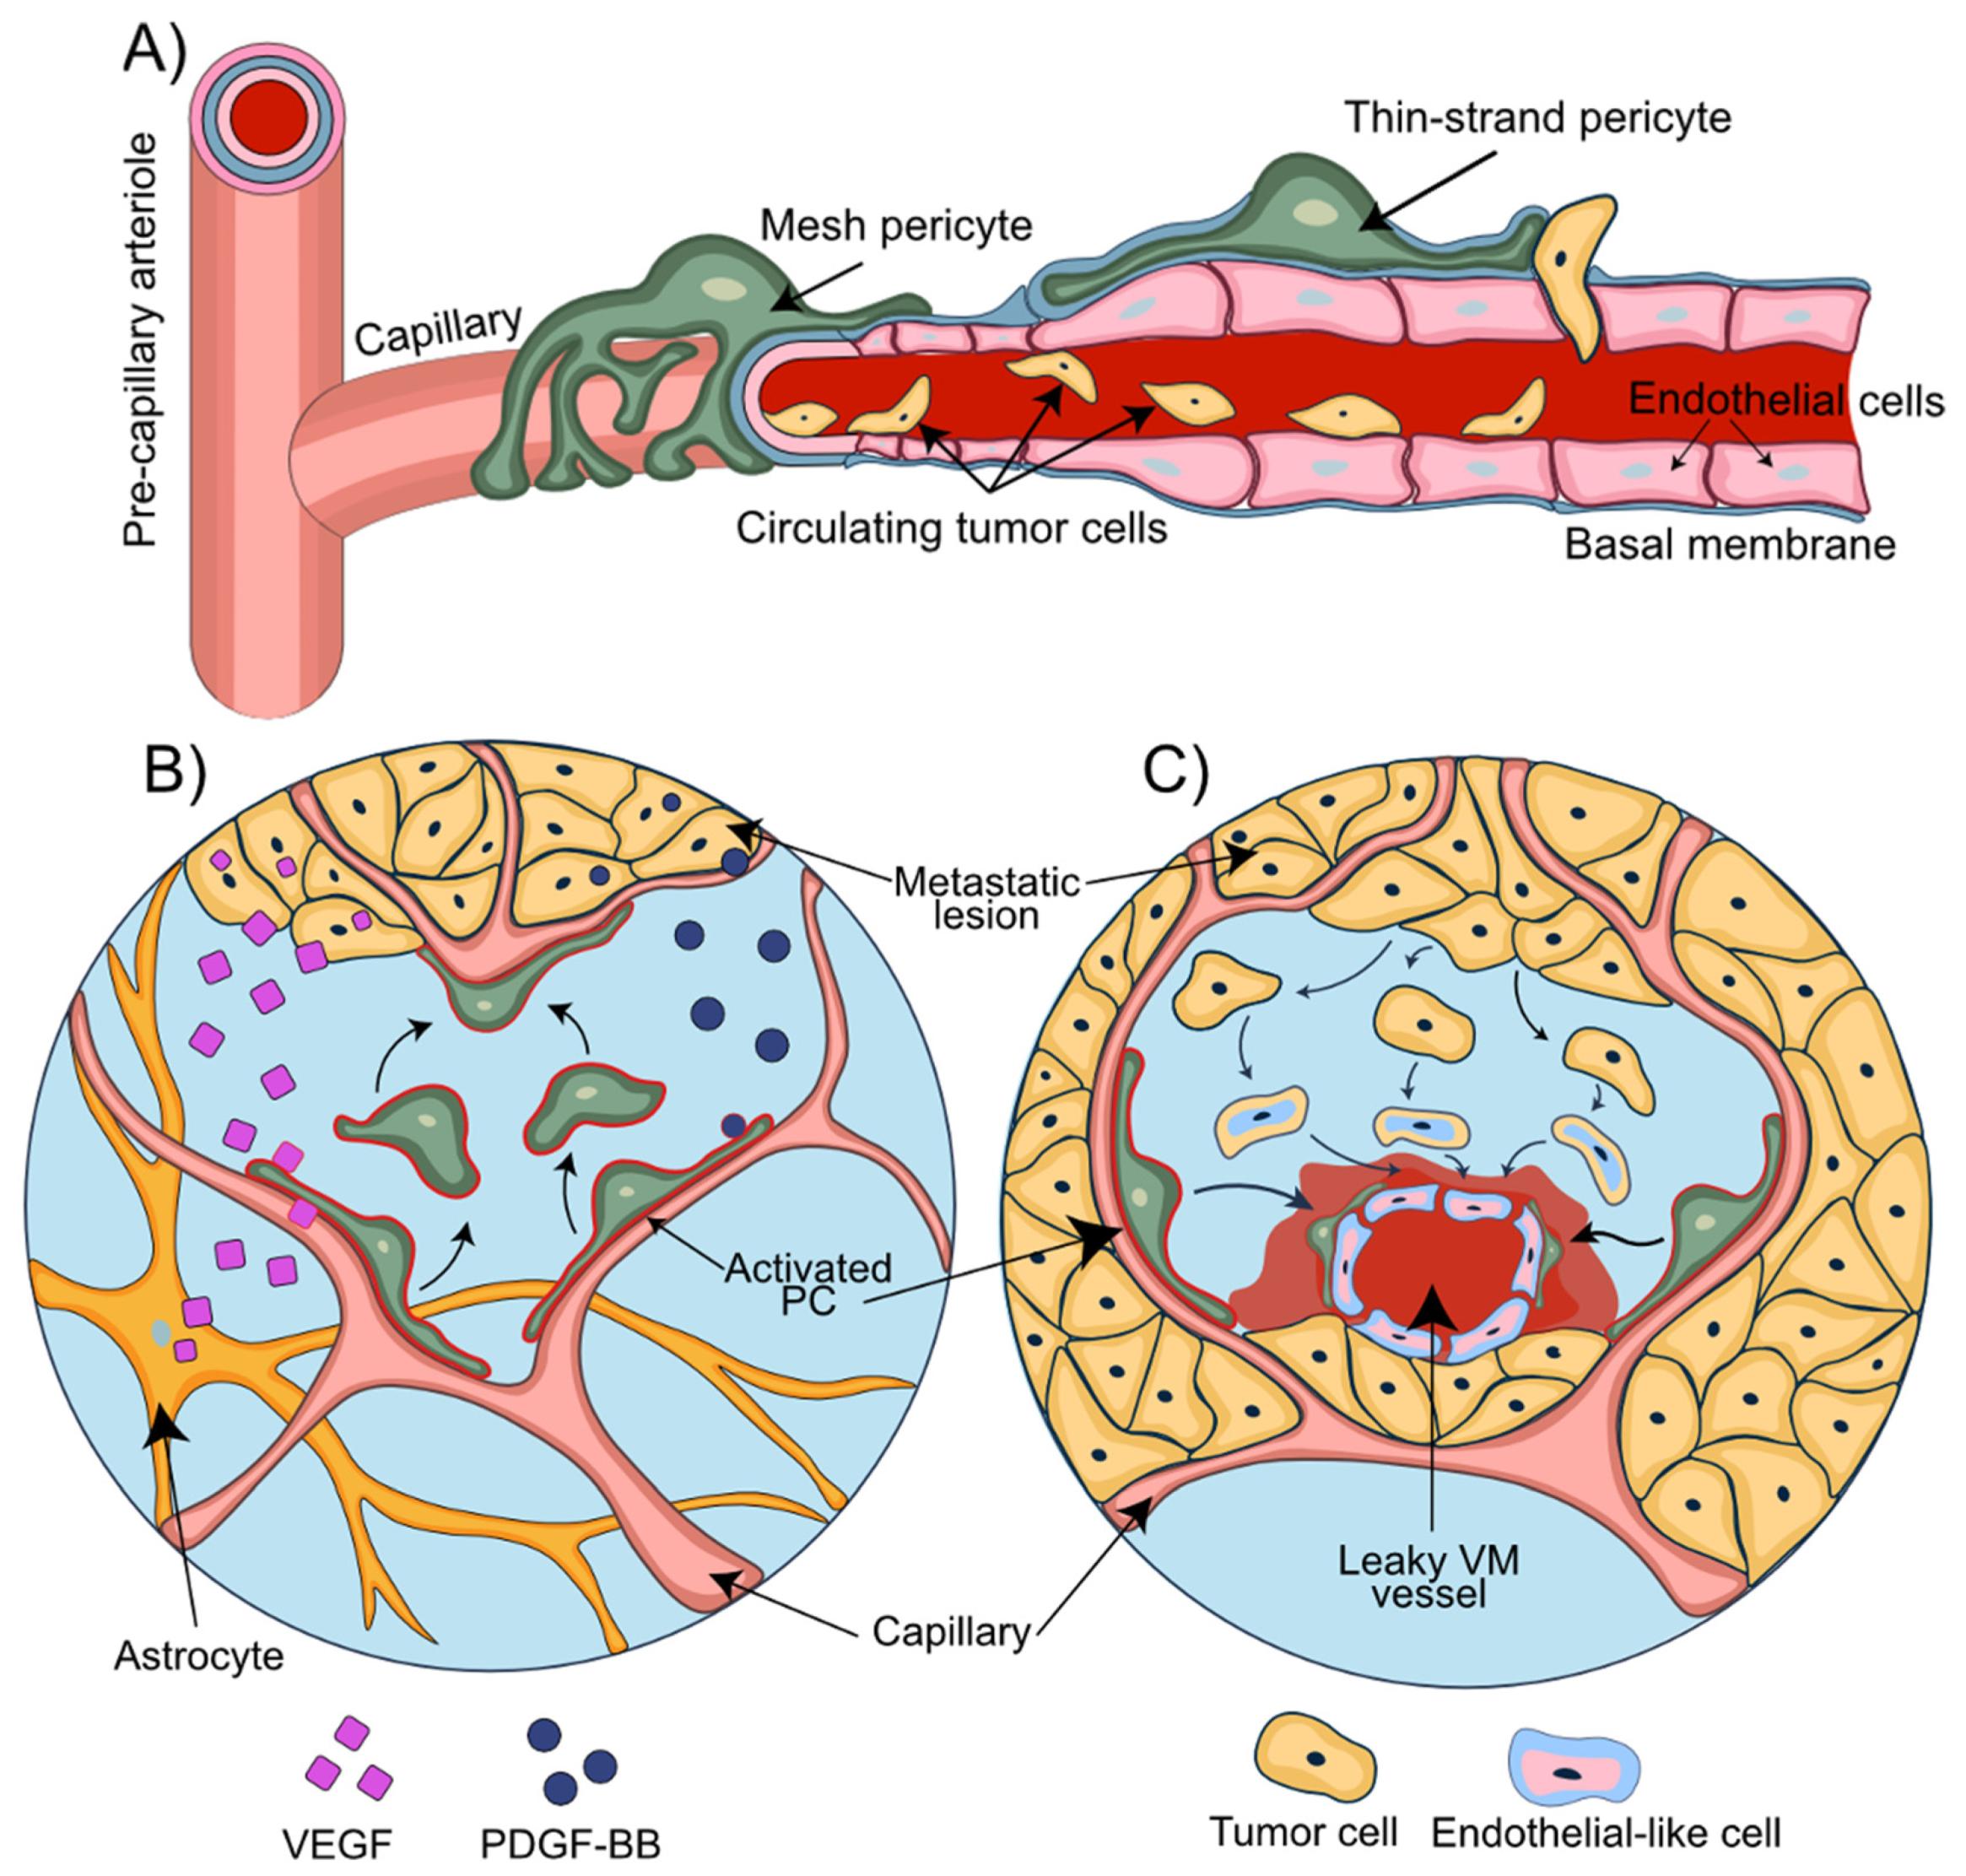 A)
Pre-capillary arteriole
Capillary
Mesh pericyte
Thin-strand pericyte
Circulating tumor cells
Endothelial cells
Basal membrane
B)
C)
Metastatic
lesion
Activated
PC
Astrocyte
Capillary
Leaky VM
vessel
VEGF
PDGF-BB
Tumor cell
Endothelial-like cell